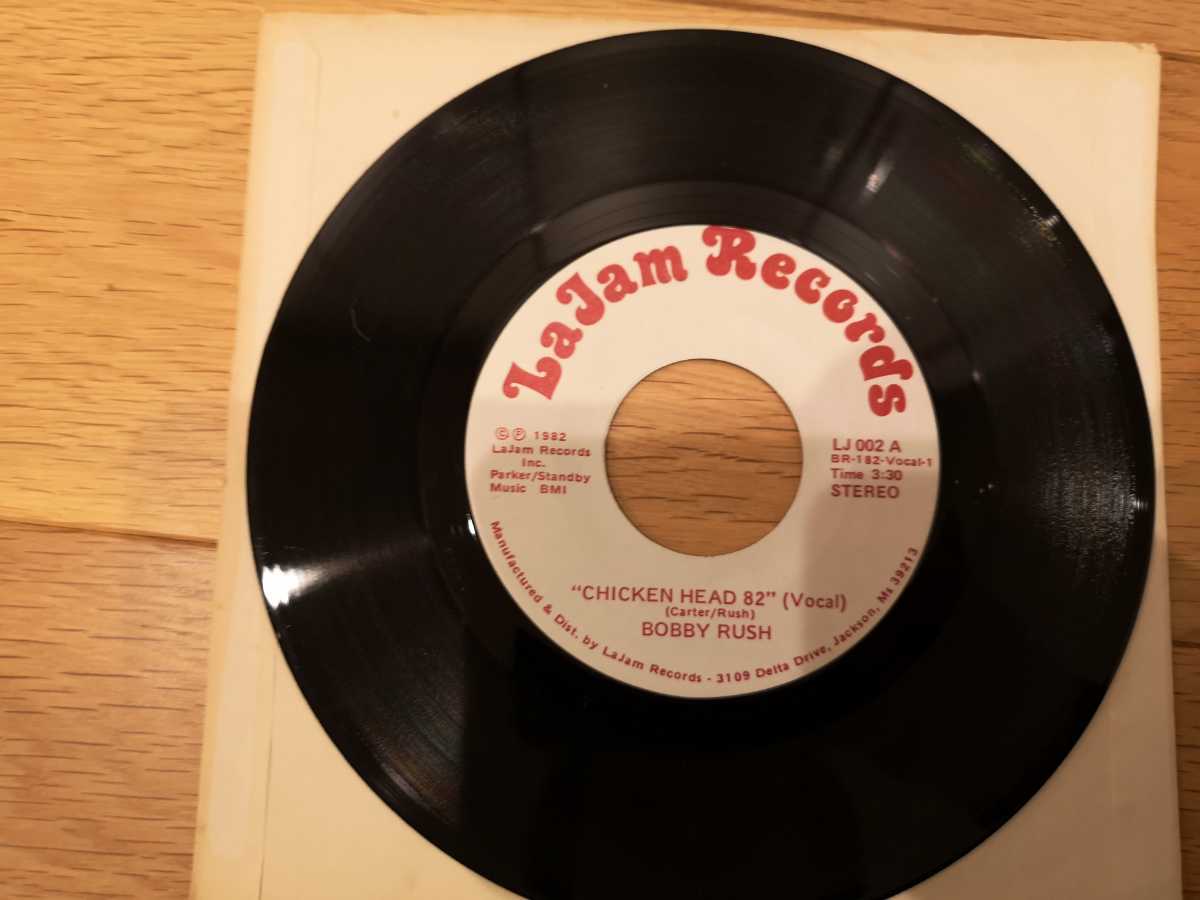 LaJam Records
© ℗ 1982
LaJam Records
Inc.
Parker/Standby
Music BMI
LJ 002 A
BR-182-Vocal-1
Time 3:30
STEREO
"CHICKEN HEAD 82" (Vocal)
(Carter/Rush)
BOBBY RUSH
Manufactured & Dist. by LaJam Records - 3109 Delta Drive, Jackson, Ms 39213